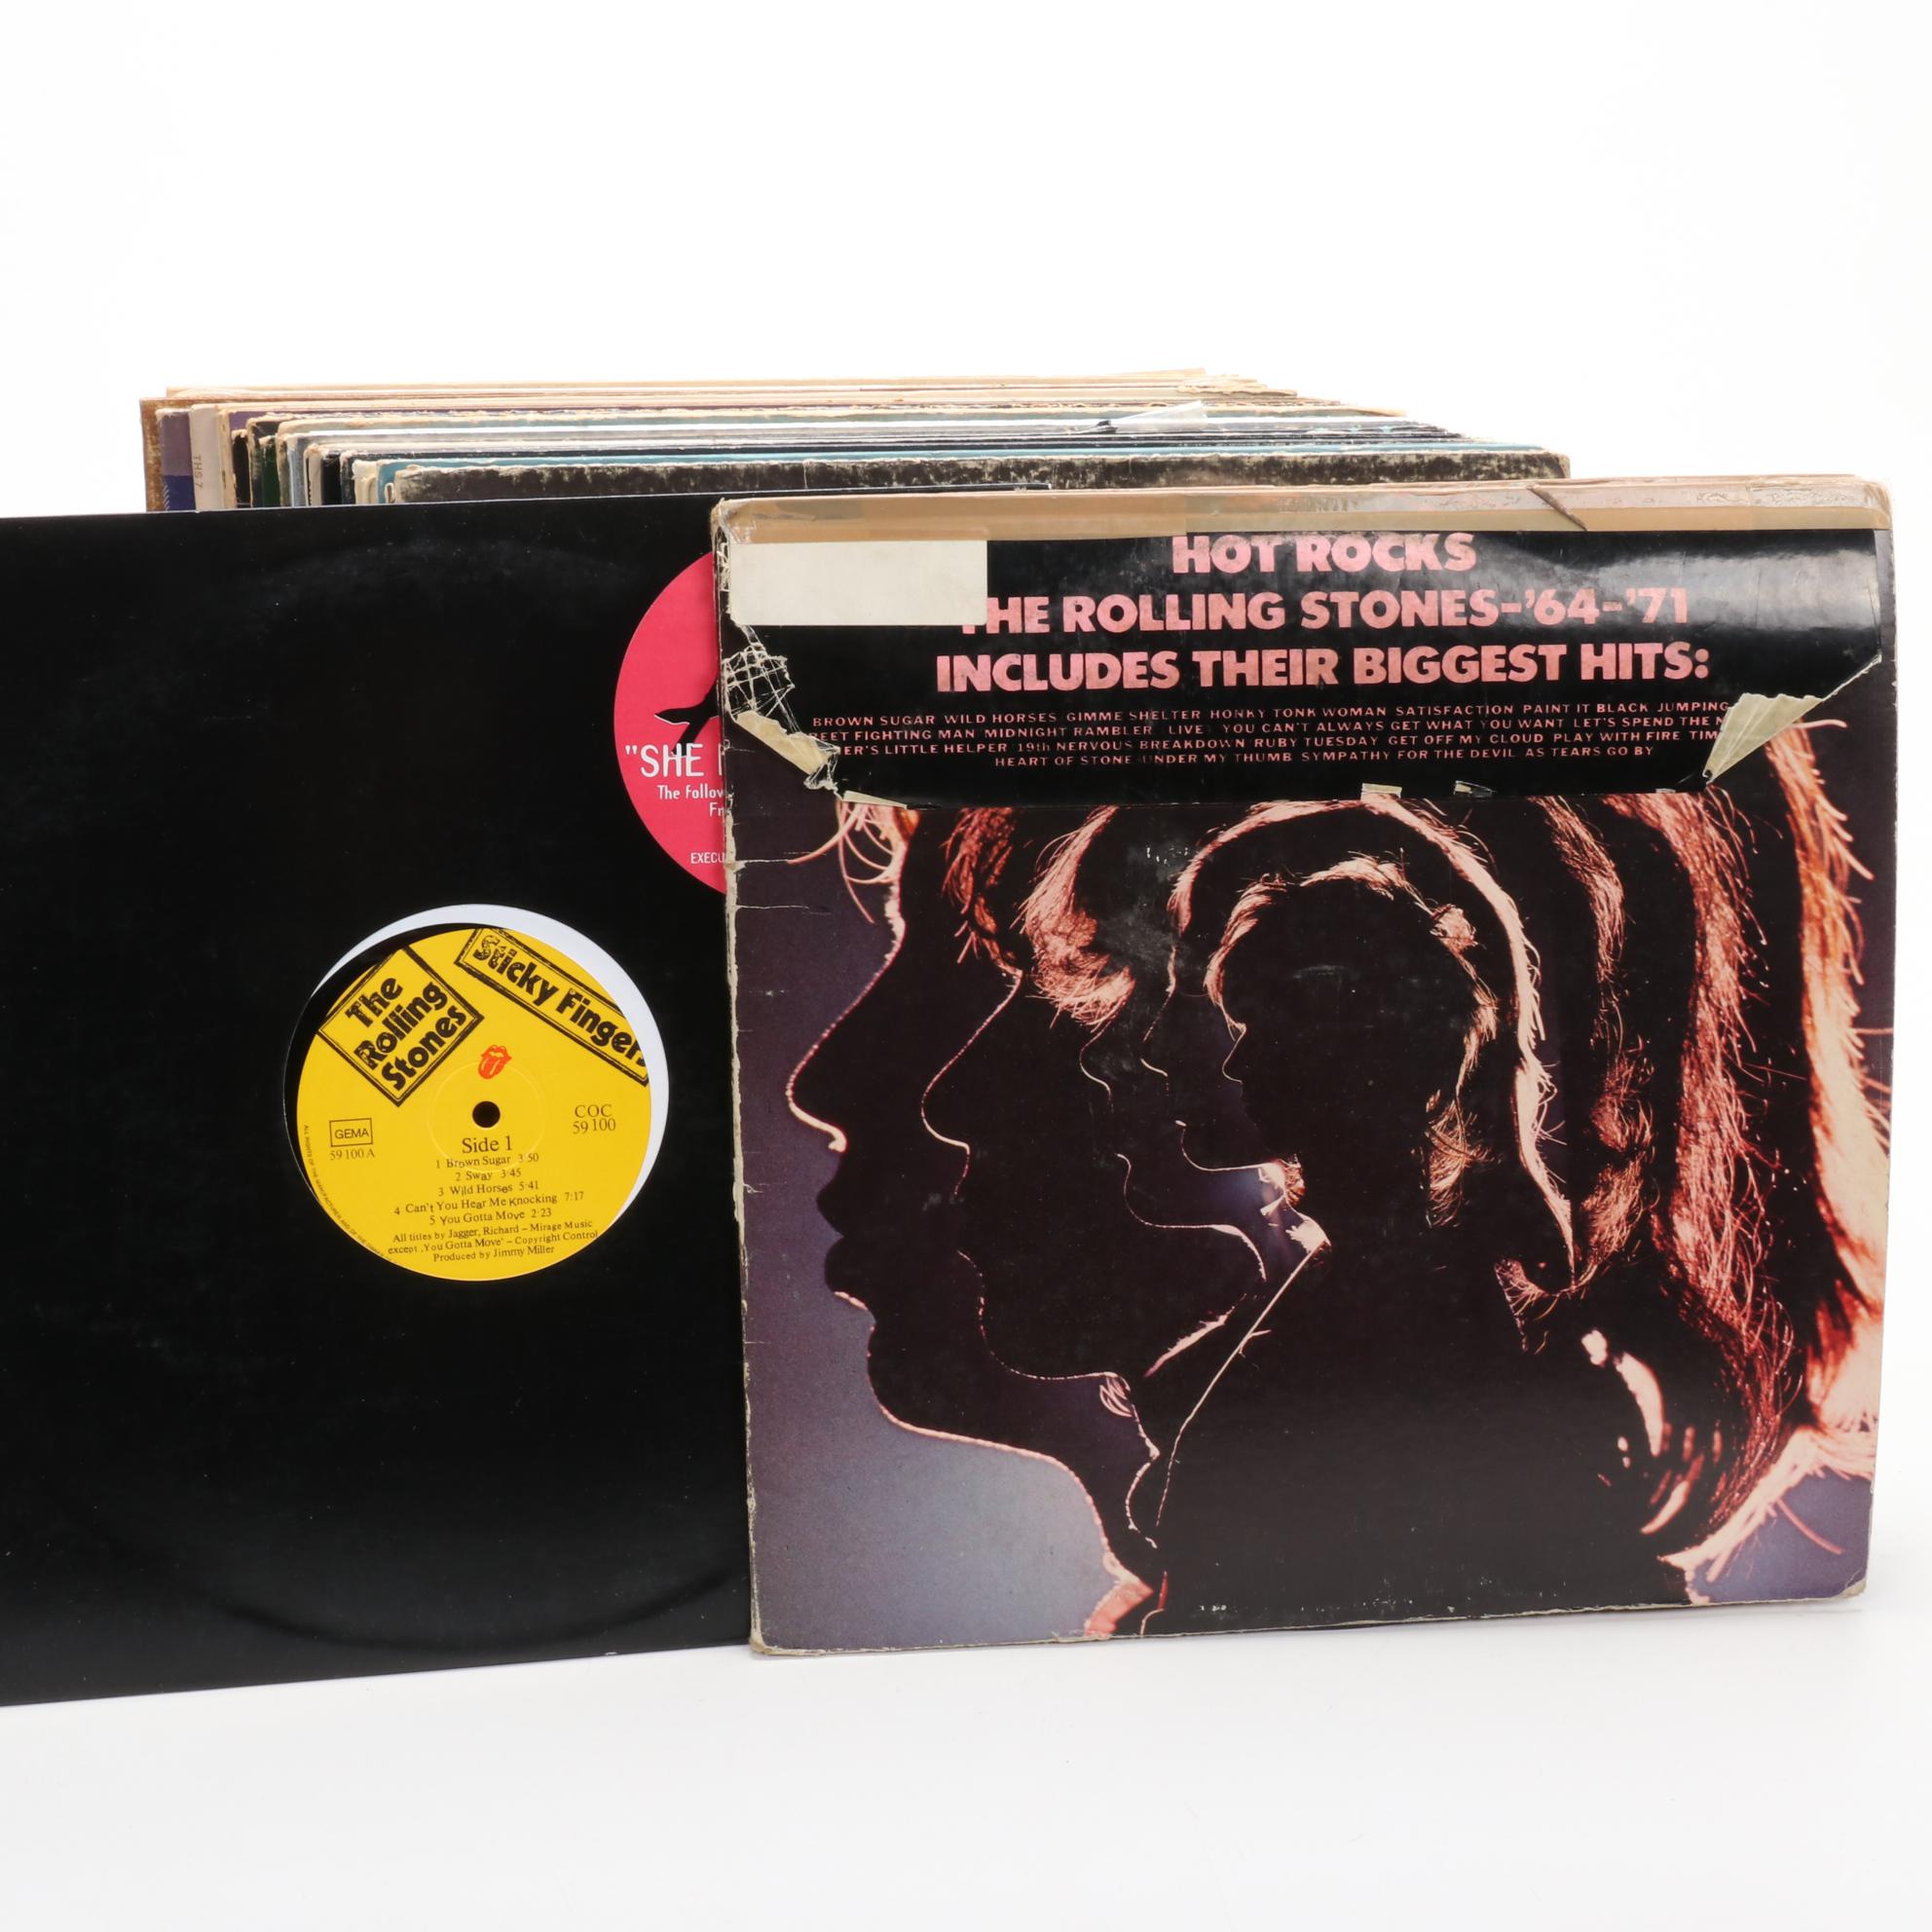 THS 7
HOT ROCKS
THE ROLLING STONES-'64-'71
INCLUDES THEIR BIGGEST HITS:
BROWN SUGAR WILD HORSES GIMME SHELTER HONKY TONK WOMAN SATISFACTION PAINT IT BLACK JUMPING
REET FIGHTING MAN MIDNIGHT RAMBLER LIVE YOU CAN'T ALWAYS GET WHAT YOU WANT LET'S SPEND THE N
HER'S LITTLE HELPER 19th NERVOUS BREAKDOWN RUBY TUESDAY GET OFF MY CLOUD PLAY WITH FIRE TIM
HEART OF STONE UNDER MY THUMB SYMPATHY FOR THE DEVIL AS TEARS GO BY
"SHE
The follow
Fr
EXECU
The
Rolling
Stones
Sticky Fingers
GEMA
59 100 A
COC
59 100
Side 1
1 Brown Sugar 3:50
2 Sway 3:45
3 Wild Horses 5:41
4 Can't You Hear Me Knocking 7:17
5 You Gotta Move 2:23
All titles by Jagger, Richard – Mirage Music
except „You Gotta Move" – Copyright Control
Produced by Jimmy Miller